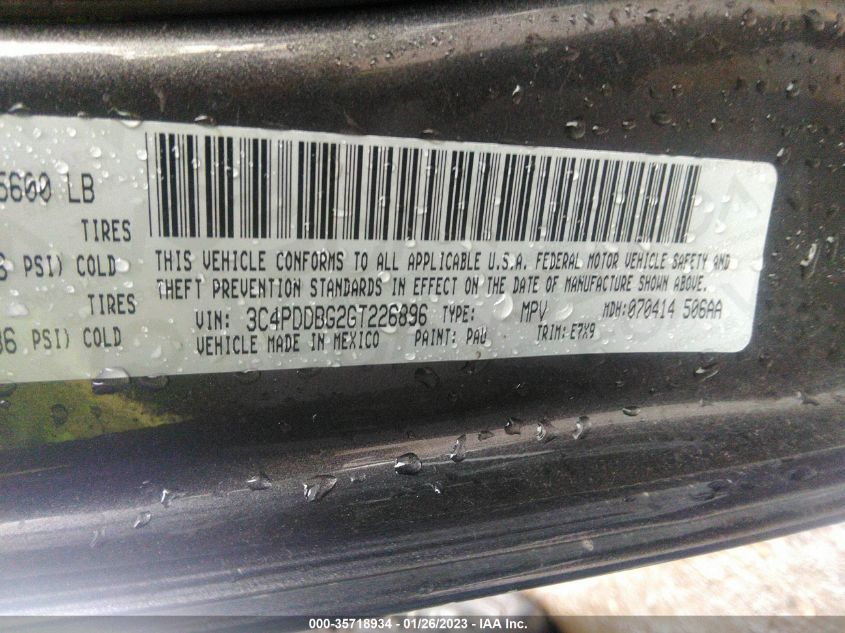 5600 LB
TIRES
PSI) COLD
TIRES
36 PSI) COLD
THIS VEHICLE CONFORMS TO ALL APPLICABLE U.S.A. FEDERAL MOTOR VEHICLE SAFETY AND
THEFT PREVENTION STANDARDS IN EFFECT ON THE DATE OF MANUFACTURE SHOWN ABOVE.
VIN: 3C4PDDBG2GT226896 TYPE: MPV MDH: 070414 506AA
VEHICLE MADE IN MEXICO PAINT: PAU TRIM: E7X9
000-35718934 - 01/26/2023 - IAA Inc.